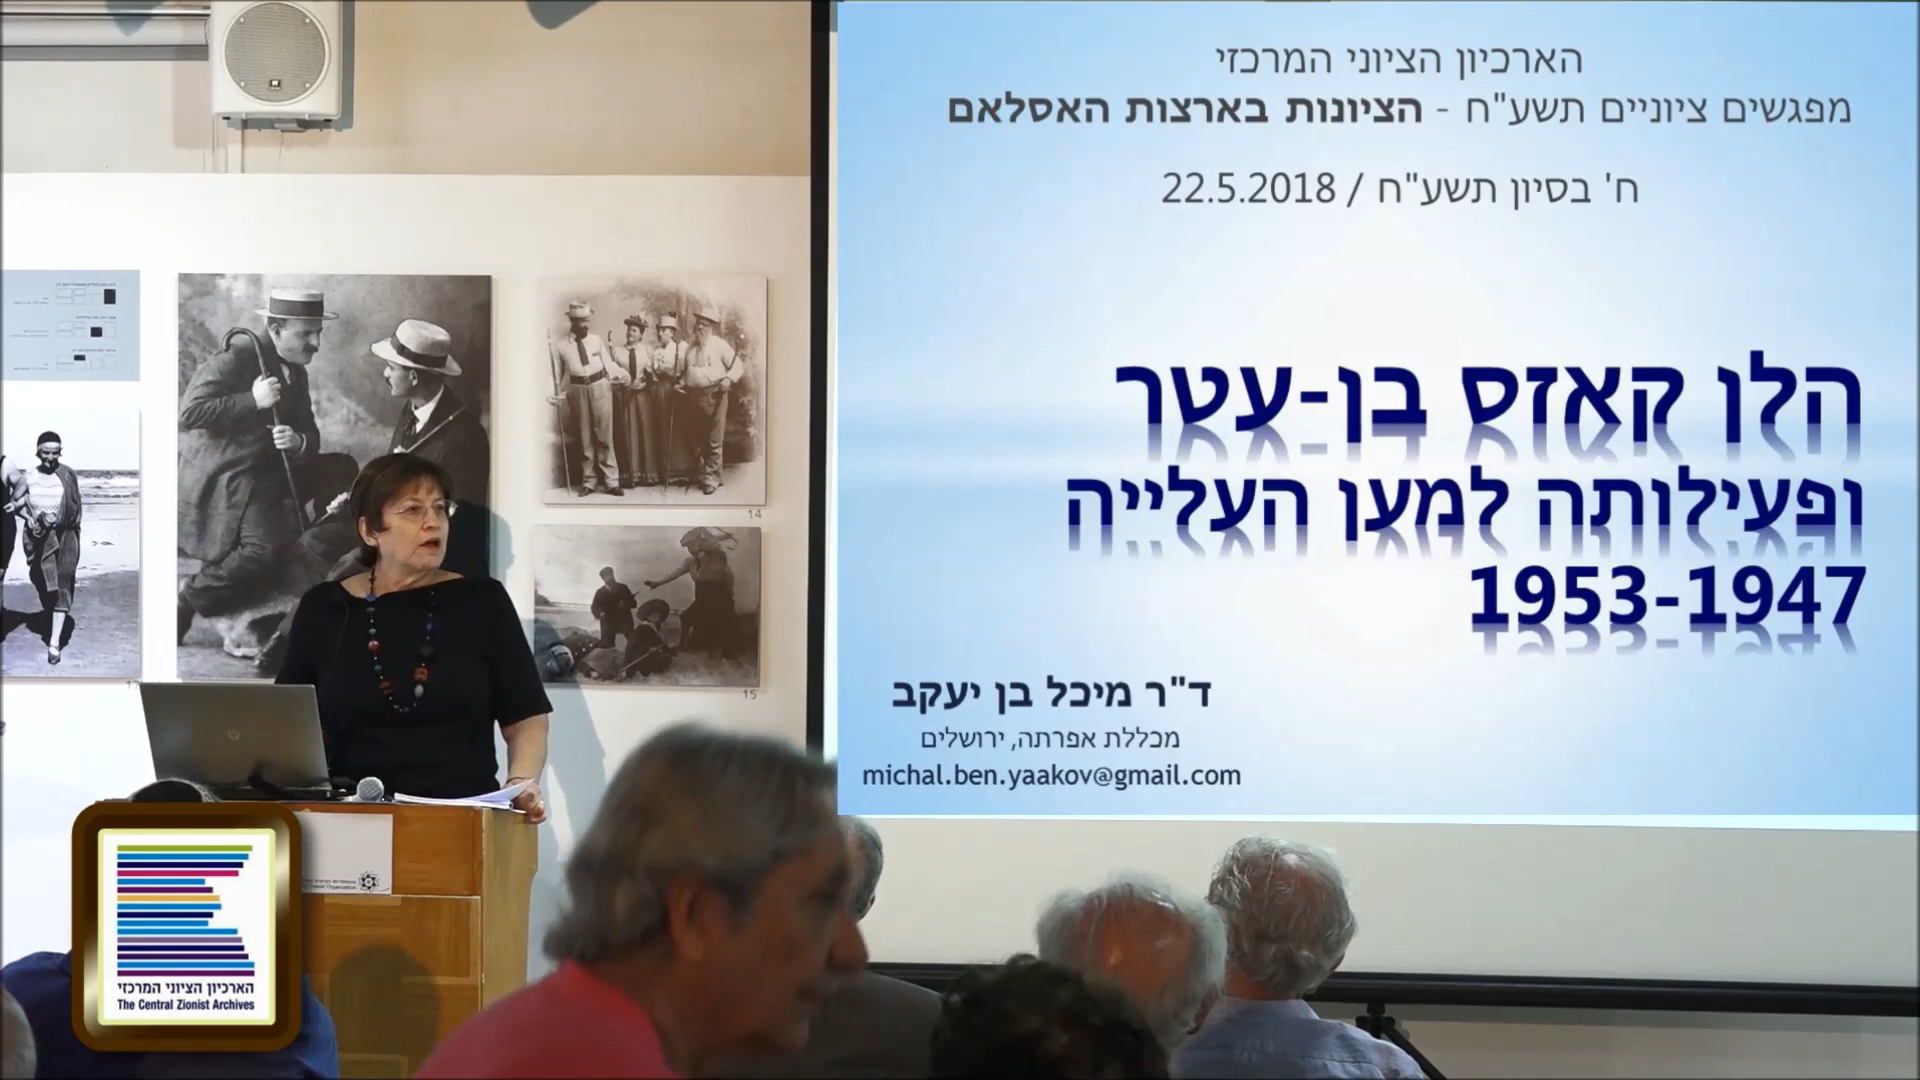 הארכיון הציוני המרכזי
מפגשים ציוניים תשע"ח - הציונות בארצות האסלאם
ח' בסיון תשע"ח / 22.5.2018
הלן קאזס בן-עטר
ופעילותה למען העלייה
1953-1947
ד"ר מיכל בן יעקב
מכללת אפרתה, ירושלים
michal.ben.yaakov@gmail.com
14
15
הארכיון הציוני המרכזי
The Central Zionist Archives